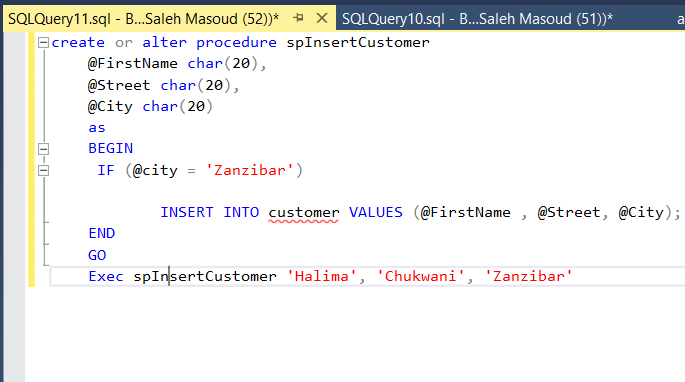 SQLQuery11.sql - B...Saleh Masoud (52))* SQLQuery10.sql - B...Saleh Masoud (51))* a
create or alter procedure spInsertCustomer
@FirstName char(20),
@Street char(20),
@City char(20)
as
BEGIN
IF (@city = 'Zanzibar')
INSERT INTO customer VALUES (@FirstName , @Street, @City);
END
GO
Exec spInsertCustomer 'Halima', 'Chukwani', 'Zanzibar'